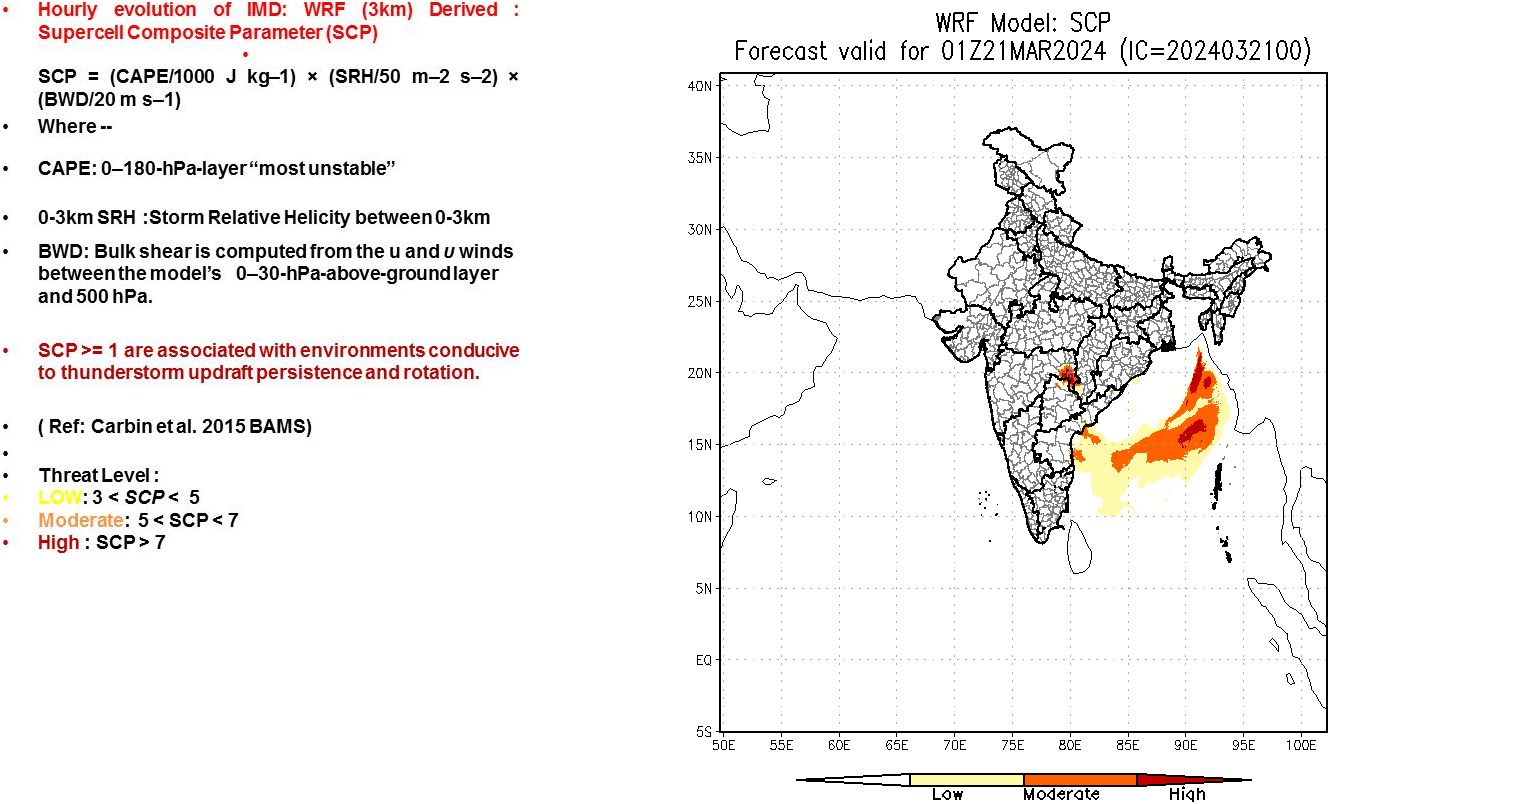 • Hourly evolution of IMD: WRF (3km) Derived :
Supercell Composite Parameter (SCP)
•
SCP = (CAPE/1000 J kg–1) × (SRH/50 m–2 s–2) ×
(BWD/20 m s–1)
• Where --
• CAPE: 0–180-hPa-layer “most unstable”
• 0-3km SRH :Storm Relative Helicity between 0-3km
• BWD: Bulk shear is computed from the u and υ winds
between the model’s 0–30-hPa-above-ground layer
and 500 hPa.
• SCP >= 1 are associated with environments conducive
to thunderstorm updraft persistence and rotation.
• ( Ref: Carbin et al. 2015 BAMS)
•
• Threat Level :
• LOW: 3 < SCP < 5
• Moderate: 5 < SCP < 7
• High : SCP > 7
WRF Model: SCP
Forecast valid for 01Z21MAR2024 (IC=2024032100)
40N
35N
30N
25N
20N
15N
10N
5N
EQ
5S
50E 55E 60E 65E 70E 75E 80E 85E 90E 95E 100E
Low Moderate High